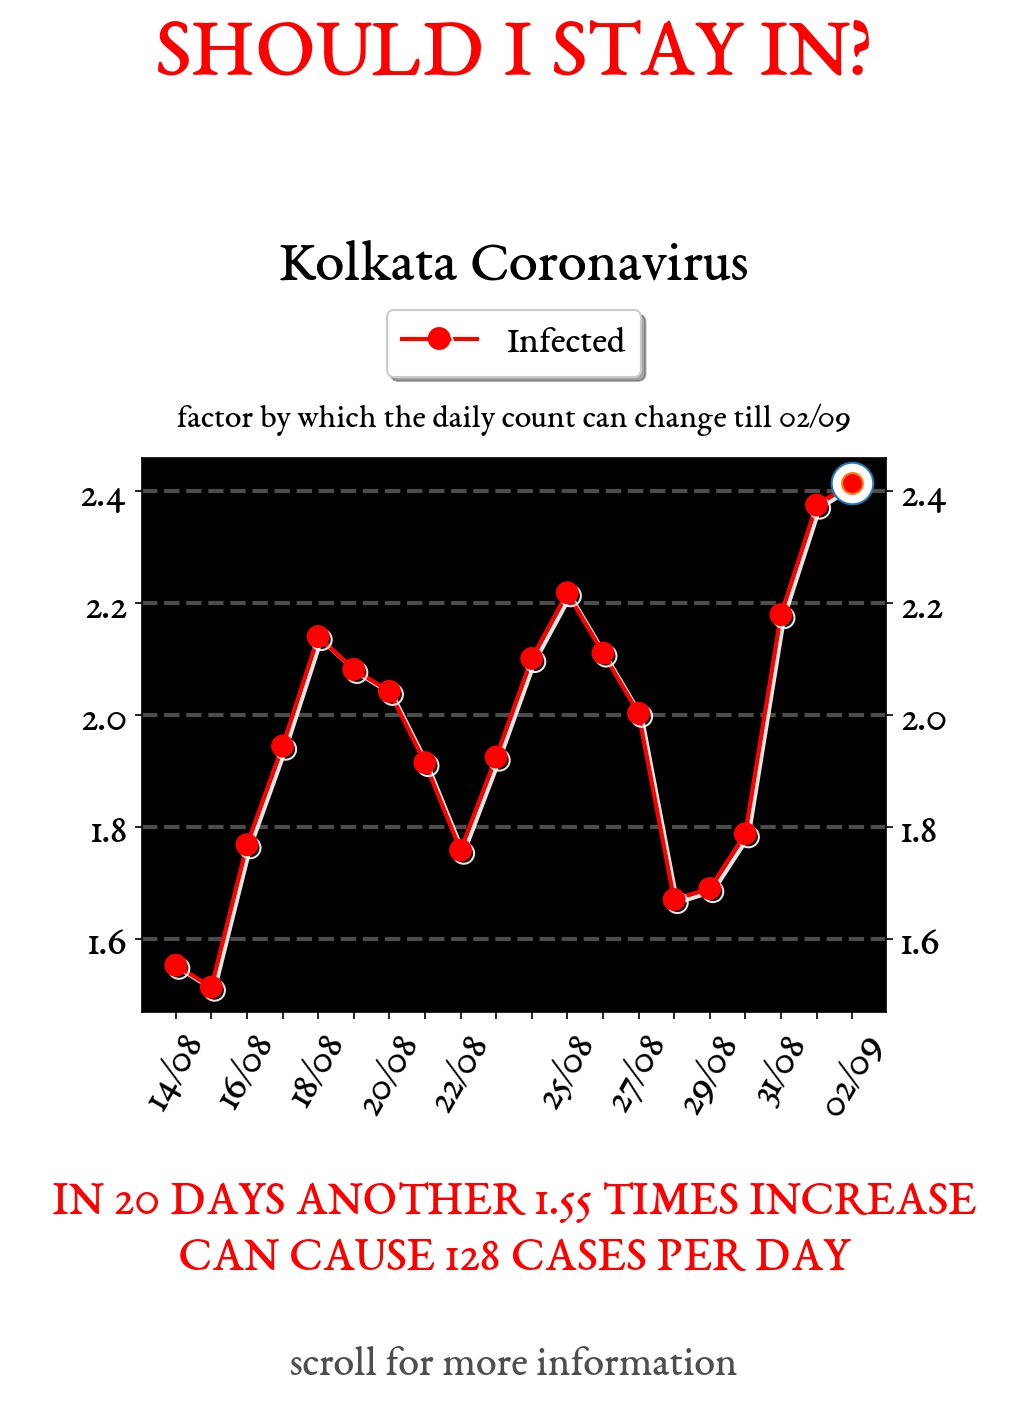 SHOULD I STAY IN?
Kolkata Coronavirus
Infected
factor by which the daily count can change till 02/09
2.4 2.4
2.2 2.2
2.0 2.0
1.8 1.8
1.6 1.6
14/08 16/08 18/08 20/08 22/08 25/08 27/08 29/08 31/08 02/09
IN 20 DAYS ANOTHER 1.55 TIMES INCREASE
CAN CAUSE 128 CASES PER DAY
scroll for more information